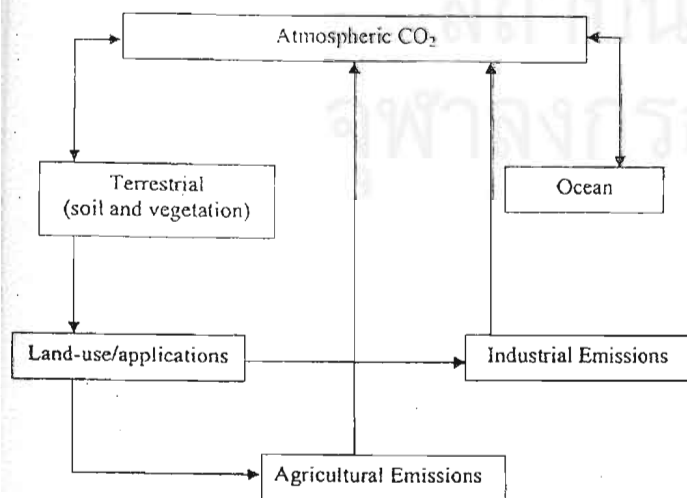 Atmospheric CO₂
Terrestrial
(soil and vegetation)
Ocean
Land-use/applications
Industrial Emissions
Agricultural Emissions